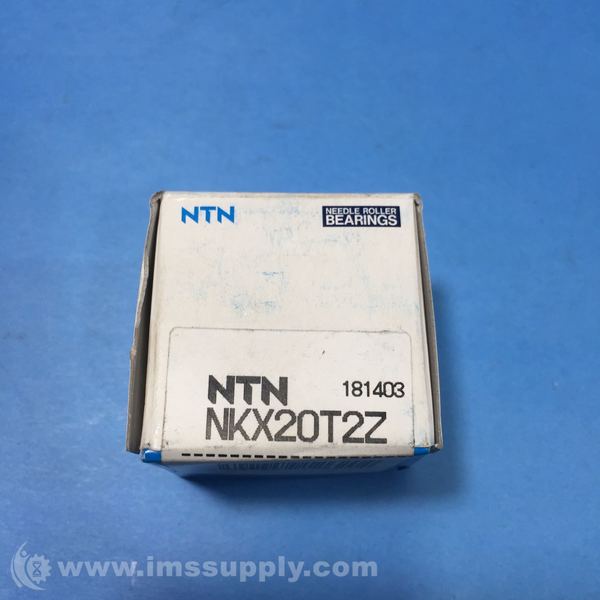 NTN
NEEDLE ROLLER
BEARINGS
NTN 181403
NKX20T2Z
www.imssupply.com